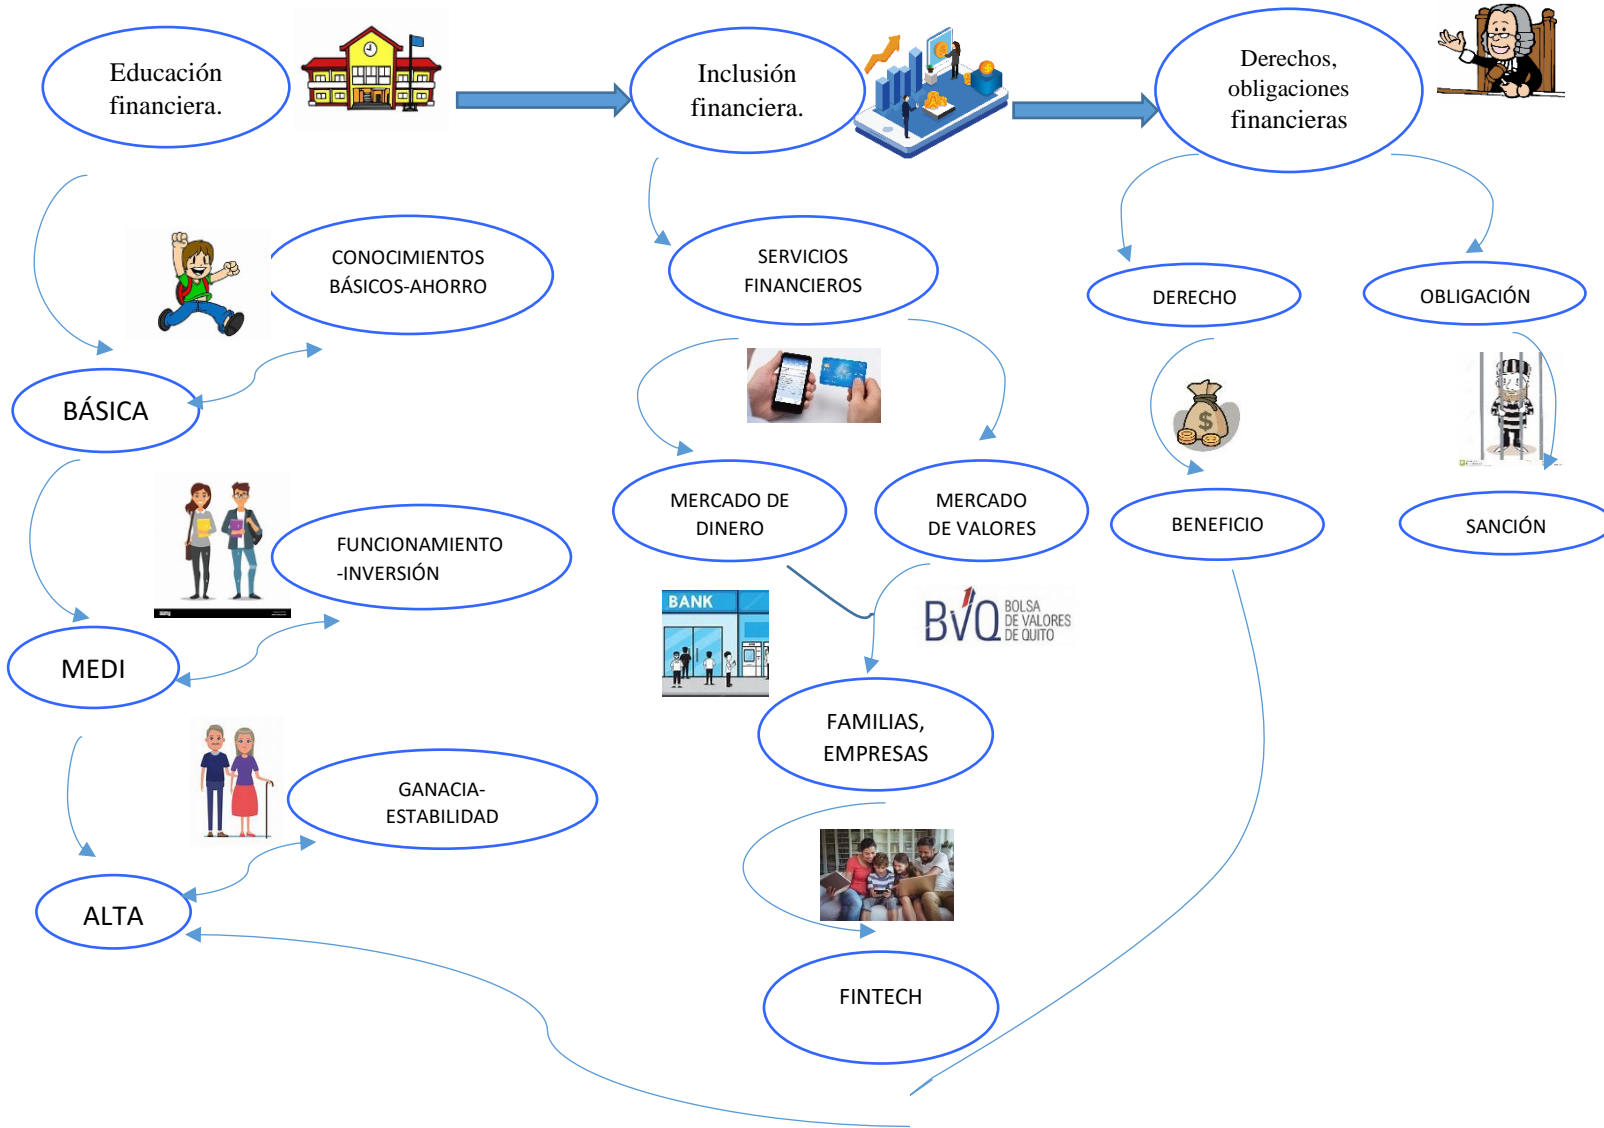 Educación
financiera.
Inclusión
financiera.
Derechos,
obligaciones
financieras
CONOCIMIENTOS
BÁSICOS-AHORRO
SERVICIOS
FINANCIEROS
DERECHO
OBLIGACIÓN
BÁSICA
MERCADO DE
DINERO
MERCADO
DE VALORES
BENEFICIO
SANCIÓN
FUNCIONAMIENTO
-INVERSIÓN
BANK
BVQ
BOLSA
DE VALORES
DE QUITO
MEDI
FAMILIAS,
EMPRESAS
GANACIA-
ESTABILIDAD
ALTA
FINTECH